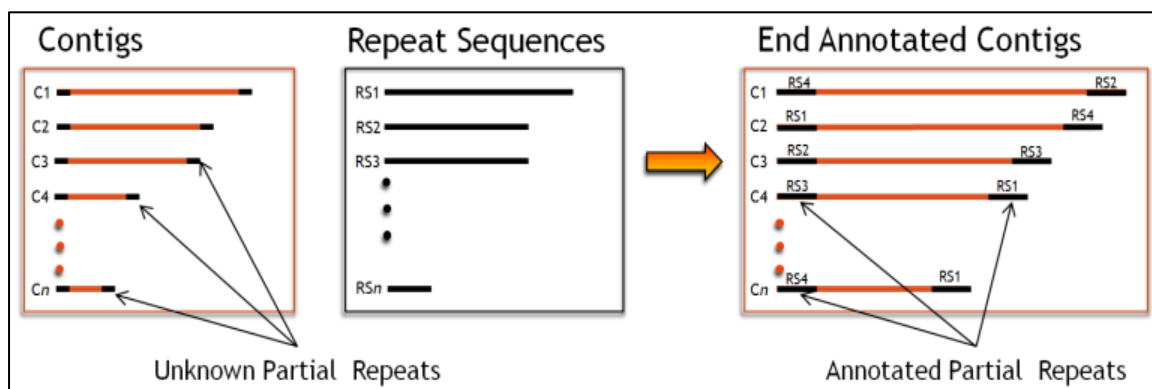 Contigs
Repeat Sequences
End Annotated Contigs
C1
C2
C3
C4
Cn
RS1
RS2
RS3
RSn
C1
RS4
RS2
C2
RS1
RS4
C3
RS2
RS3
C4
RS3
RS1
Cn
RS4
RS1
Unknown Partial Repeats
Annotated Partial Repeats